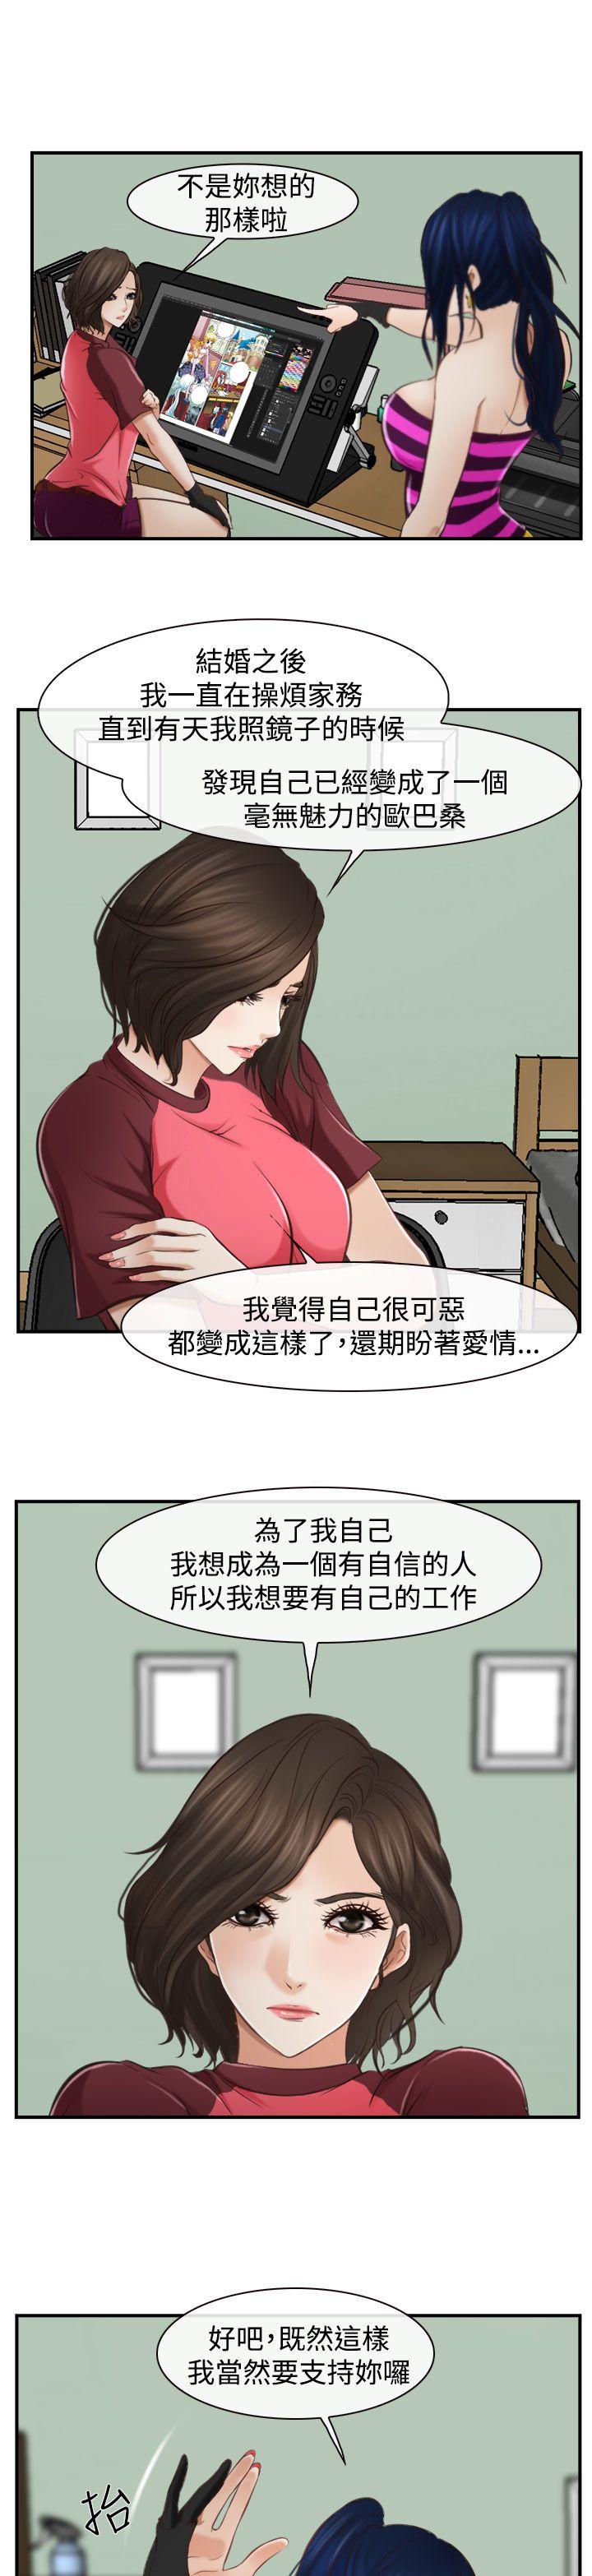 不是妳想的
那樣啦
結婚之後
我一直在操煩家務
直到有天我照鏡子的時候
發現自己已經變成了一個
毫無魅力的歐巴桑
我覺得自己很可惡
都變成這樣了,還期盼著愛情...
為了我自己
我想成為一個有自信的人
所以我想要有自己的工作
好吧,既然這樣
我當然要支持妳囉
抬